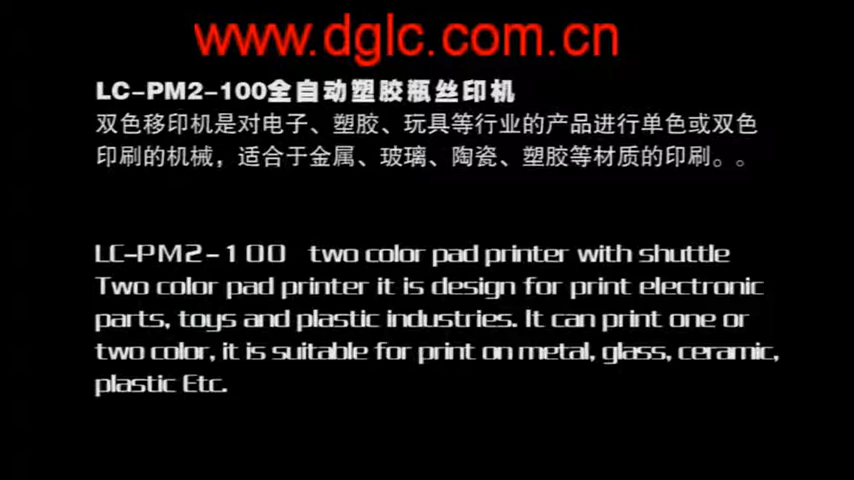 www.dglc.com.cn
LC-PM2-100全自动塑胶瓶丝印机
双色移印机是对电子、塑胶、玩具等行业的产品进行单色或双色
印刷的机械，适合于金属、玻璃、陶瓷、塑胶等材质的印刷。。
LC-PM2-100 two color pad printer with shuttle
Two color pad printer it is design for print electronic
parts, toys and plastic industries. It can print one or
two color, it is suitable for print on metal, glass, ceramic,
plastic Etc.